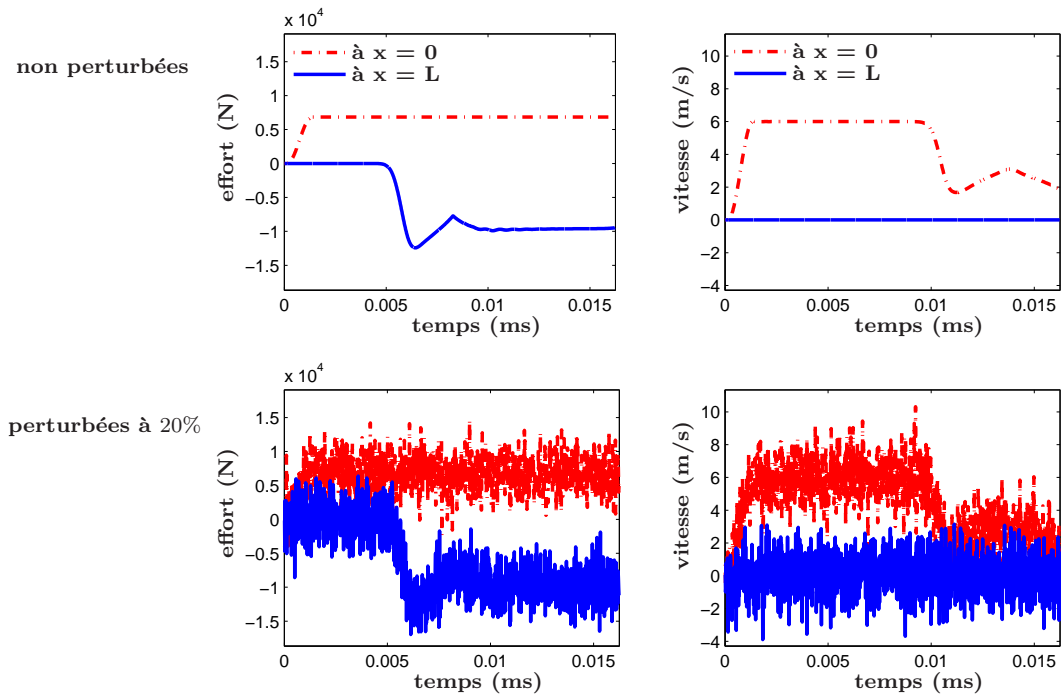 non perturbées
x 10⁴
effort (N)
1.5
1
0.5
0
−0.5
−1
−1.5
à x = 0
à x = L
0
0.005
0.01
0.015
temps (ms)
vitesse (m/s)
10
8
6
4
2
0
−2
−4
à x = 0
à x = L
0
0.005
0.01
0.015
temps (ms)
perturbées à 20%
x 10⁴
effort (N)
1.5
1
0.5
0
−0.5
−1
−1.5
0
0.005
0.01
0.015
temps (ms)
vitesse (m/s)
10
8
6
4
2
0
−2
−4
0
0.005
0.01
0.015
temps (ms)